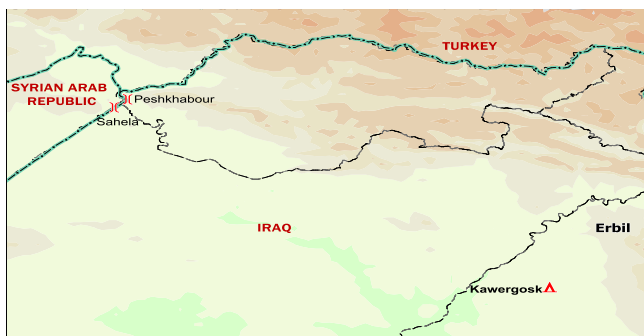 TURKEY
SYRIAN ARAB
REPUBLIC
Peshkhabour
Sahela
IRAQ
Erbil
Kawergosk